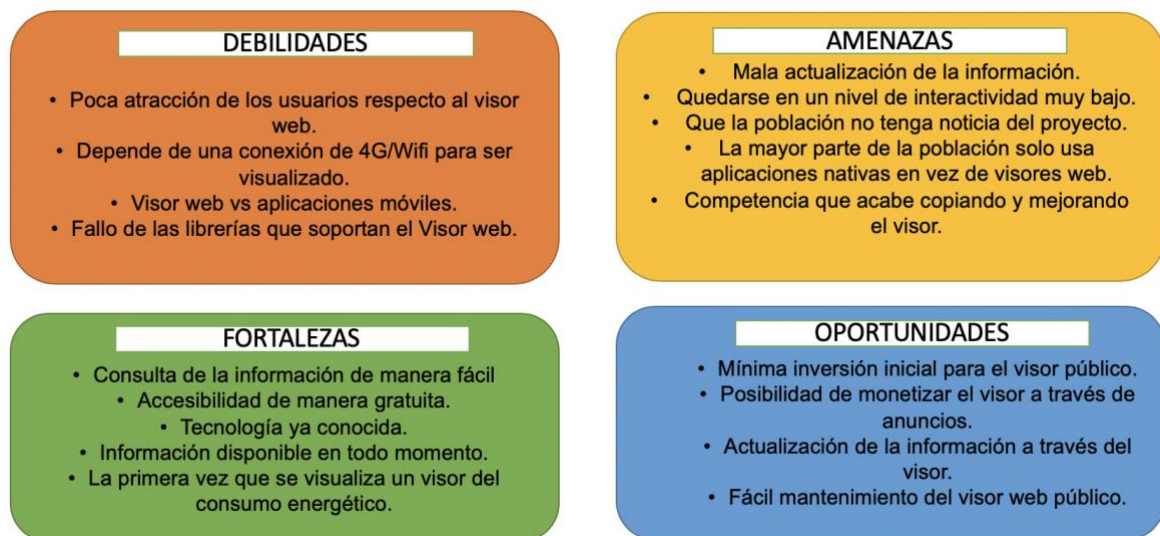 DEBILIDADES
• Poca atracción de los usuarios respecto al visor
web.
• Depende de una conexión de 4G/Wifi para ser
visualizado.
• Visor web vs aplicaciones móviles.
• Fallo de las librerías que soportan el Visor web.
AMENAZAS
• Mala actualización de la información.
• Quedarse en un nivel de interactividad muy bajo.
• Que la población no tenga noticia del proyecto.
• La mayor parte de la población solo usa
aplicaciones nativas en vez de visores web.
• Competencia que acabe copiando y mejorando
el visor.
FORTALEZAS
• Consulta de la información de manera fácil
• Accesibilidad de manera gratuita.
• Tecnología ya conocida.
• Información disponible en todo momento.
• La primera vez que se visualiza un visor del
consumo energético.
OPORTUNIDADES
• Mínima inversión inicial para el visor público.
• Posibilidad de monetizar el visor a través de
anuncios.
• Actualización de la información a través del
visor.
• Fácil mantenimiento del visor web público.